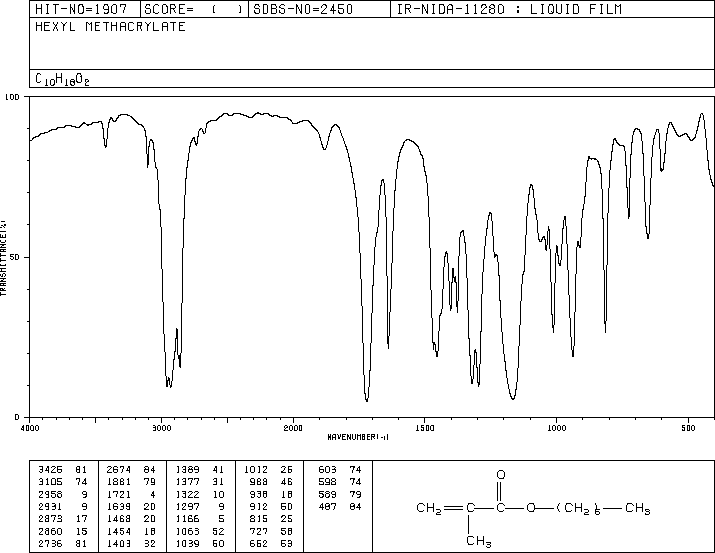 HIT-NO=1907 SCORE= ( ) SDBS-NO=2450 IR-NIDA-11280 : LIQUID FILM
HEXYL METHACRYLATE
C10H18O2
100
50
0
TRANSMITTANCE(%)
4000 3000 2000 1500 1000 500
WAVENUMBER(-1)
3425 81 2674 84 1389 41 1012 26 603 74
3105 74 1881 79 1377 31 988 46 598 74
2958 9 1721 4 1322 10 938 18 589 79
2931 9 1639 20 1297 9 912 50 487 84
2873 17 1468 20 1166 5 815 25
2860 15 1454 18 1063 52 727 58
2736 81 1403 32 1039 50 652 53
O
CH2 C C O (CH2)5 CH3
CH3